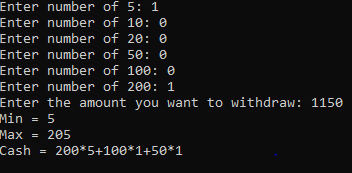 Enter number of 5: 1
Enter number of 10: 0
Enter number of 20: 0
Enter number of 50: 0
Enter number of 100: 0
Enter number of 200: 1
Enter the amount you want to withdraw: 1150
Min = 5
Max = 205
Cash = 200*5+100*1+50*1